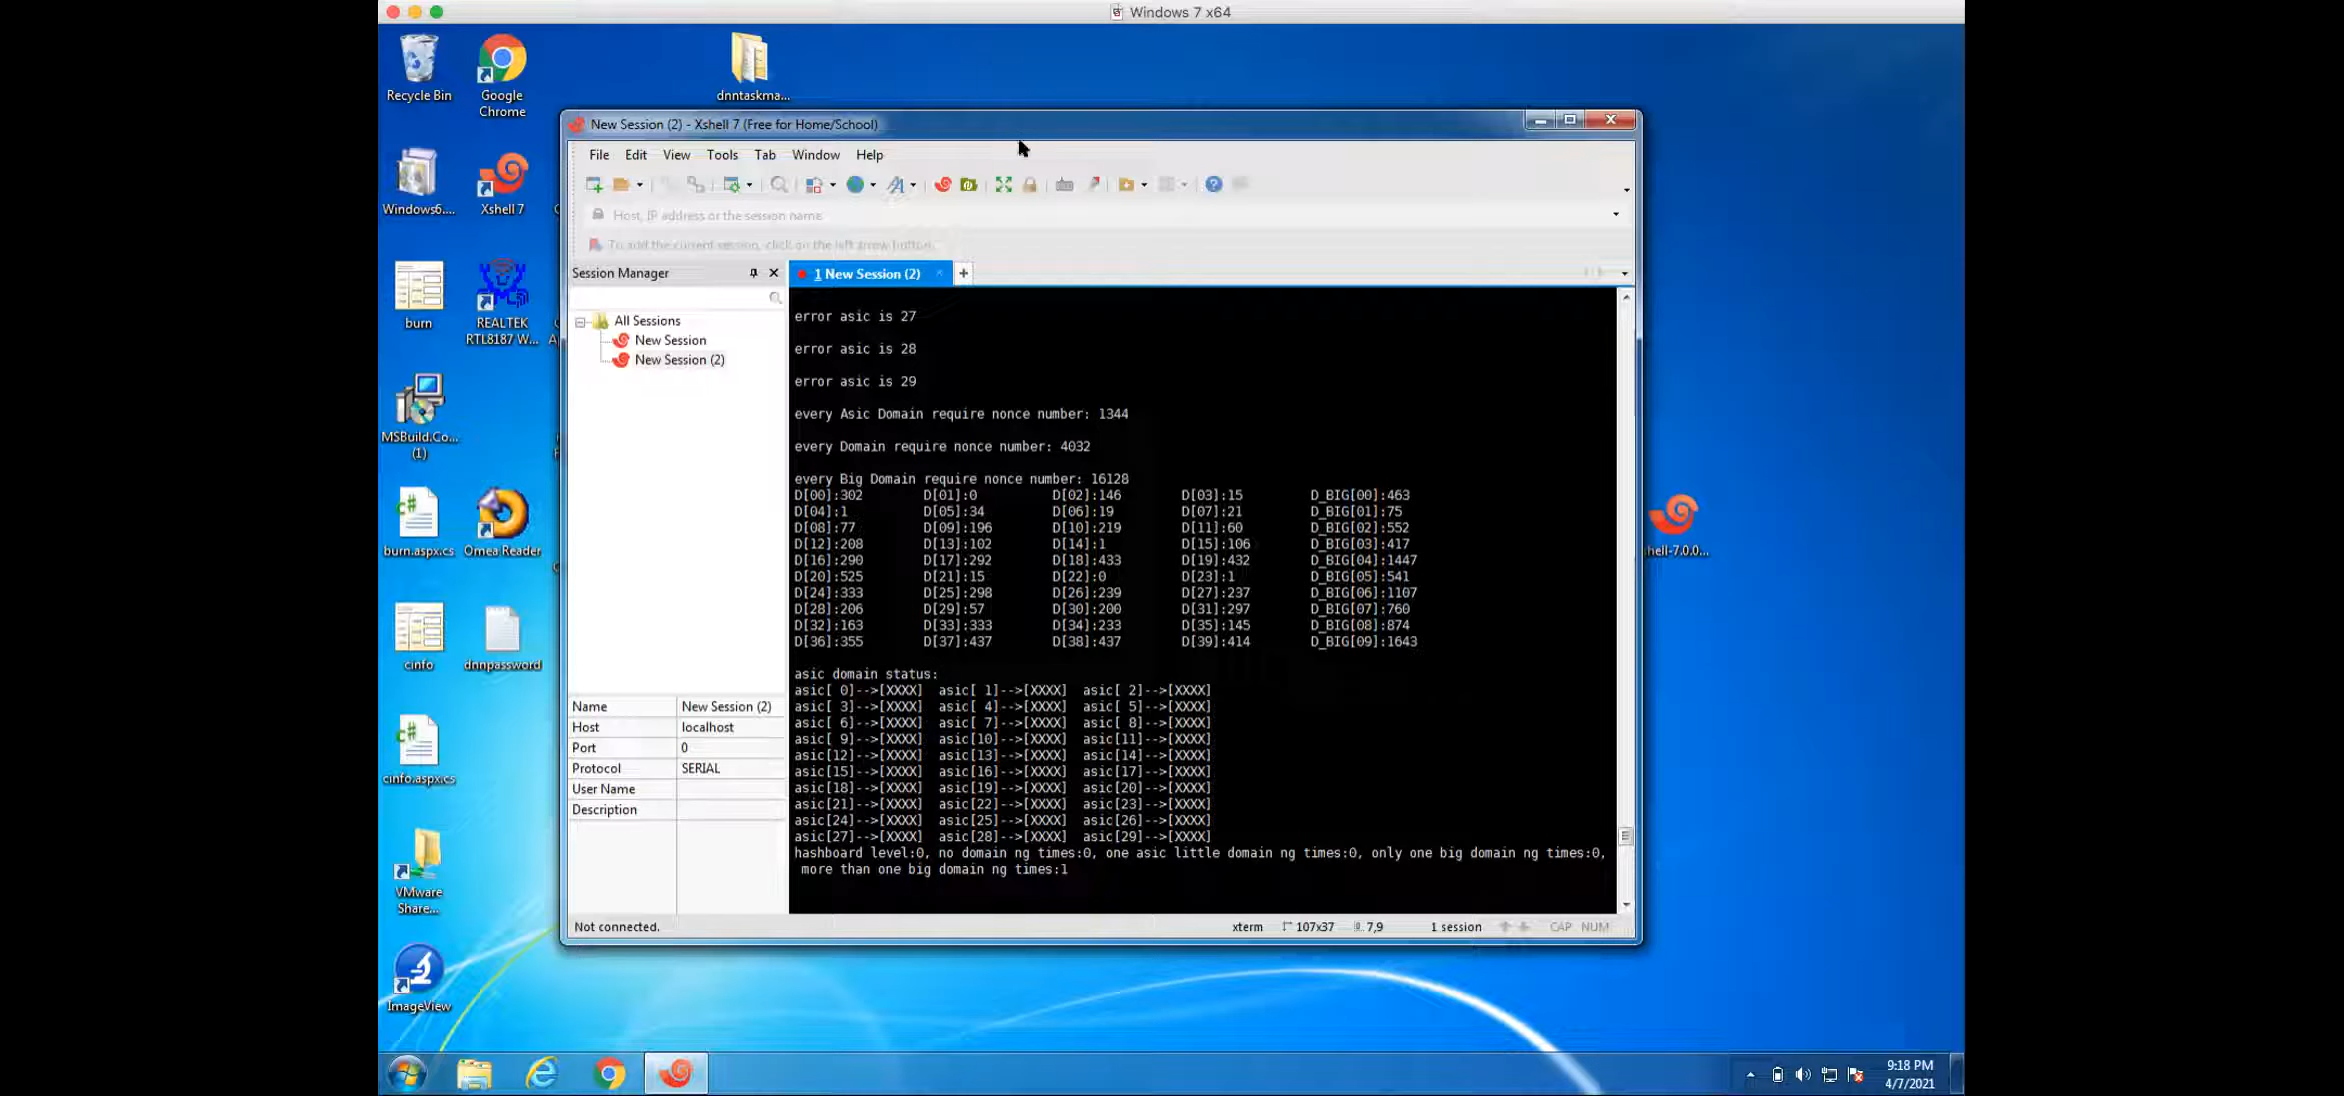 Windows 7 x64
Recycle Bin
Google
Chrome
dnntaskma...
Windows6....
Xshell 7
burn
REALTEK
RTL8187 W...
MSBuild.Co...
(1)
burn.aspx.cs
Omea Reader
cinfo
dnnpassword
cinfo.aspx.cs
VMware
Share...
ImageView
hell-7.0.0...
New Session (2) - Xshell 7 (Free for Home/School)
File Edit View Tools Tab Window Help
Host, IP address or the session name
To add the current session, click on the left arrow button.
Session Manager
1 New Session (2)
All Sessions
New Session
New Session (2)
Name New Session (2)
Host localhost
Port 0
Protocol SERIAL
User Name
Description
error asic is 27
error asic is 28
error asic is 29
every Asic Domain require nonce number: 1344
every Domain require nonce number: 4032
every Big Domain require nonce number: 16128
D[00]:302 D[01]:0 D[02]:146 D[03]:15 D_BIG[00]:463
D[04]:1 D[05]:34 D[06]:19 D[07]:21 D_BIG[01]:75
D[08]:77 D[09]:196 D[10]:219 D[11]:60 D_BIG[02]:552
D[12]:208 D[13]:102 D[14]:1 D[15]:106 D_BIG[03]:417
D[16]:290 D[17]:292 D[18]:433 D[19]:432 D_BIG[04]:1447
D[20]:525 D[21]:15 D[22]:0 D[23]:1 D_BIG[05]:541
D[24]:333 D[25]:298 D[26]:239 D[27]:237 D_BIG[06]:1107
D[28]:206 D[29]:57 D[30]:200 D[31]:297 D_BIG[07]:760
D[32]:163 D[33]:333 D[34]:233 D[35]:145 D_BIG[08]:874
D[36]:355 D[37]:437 D[38]:437 D[39]:414 D_BIG[09]:1643
asic domain status:
asic[ 0]-->[XXXX] asic[ 1]-->[XXXX] asic[ 2]-->[XXXX]
asic[ 3]-->[XXXX] asic[ 4]-->[XXXX] asic[ 5]-->[XXXX]
asic[ 6]-->[XXXX] asic[ 7]-->[XXXX] asic[ 8]-->[XXXX]
asic[ 9]-->[XXXX] asic[10]-->[XXXX] asic[11]-->[XXXX]
asic[12]-->[XXXX] asic[13]-->[XXXX] asic[14]-->[XXXX]
asic[15]-->[XXXX] asic[16]-->[XXXX] asic[17]-->[XXXX]
asic[18]-->[XXXX] asic[19]-->[XXXX] asic[20]-->[XXXX]
asic[21]-->[XXXX] asic[22]-->[XXXX] asic[23]-->[XXXX]
asic[24]-->[XXXX] asic[25]-->[XXXX] asic[26]-->[XXXX]
asic[27]-->[XXXX] asic[28]-->[XXXX] asic[29]-->[XXXX]
hashboard level:0, no domain ng times:0, one asic little domain ng times:0, only one big domain ng times:0,
more than one big domain ng times:1
Not connected. xterm 107x37 7,9 1 session CAP NUM
9:18 PM
4/7/2021